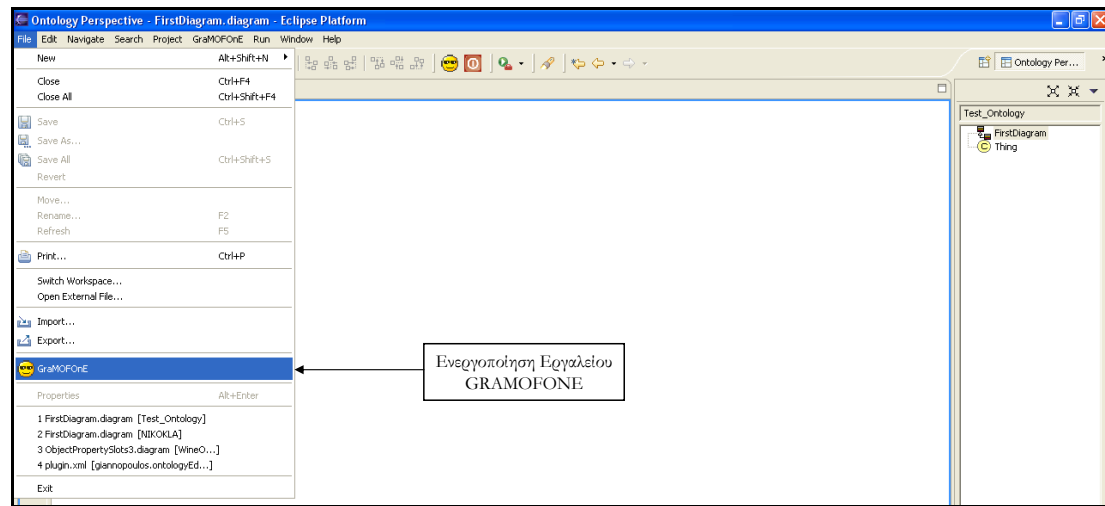 Ontology Perspective - FirstDiagram.diagram - Eclipse Platform
File Edit Navigate Search Project GraMOFOnE Run Window Help
New Alt+Shift+N
Ontology Per...
Close Ctrl+F4
Close All Ctrl+Shift+F4
Save Ctrl+S
Save As...
Save All Ctrl+Shift+S
Revert
Move...
Rename... F2
Refresh F5
Print... Ctrl+P
Switch Workspace...
Open External File...
Import...
Export...
GraMOFOnE
Properties Alt+Enter
1 FirstDiagram.diagram [Test_Ontology]
2 FirstDiagram.diagram [NIKOKLA]
3 ObjectPropertySlots3.diagram [WineO...]
4 plugin.xml [giannopoulos.ontologyEd...]
Exit
Ενεργοποίηση Εργαλείου
GRAMOFONE
Test_Ontology
FirstDiagram
C Thing